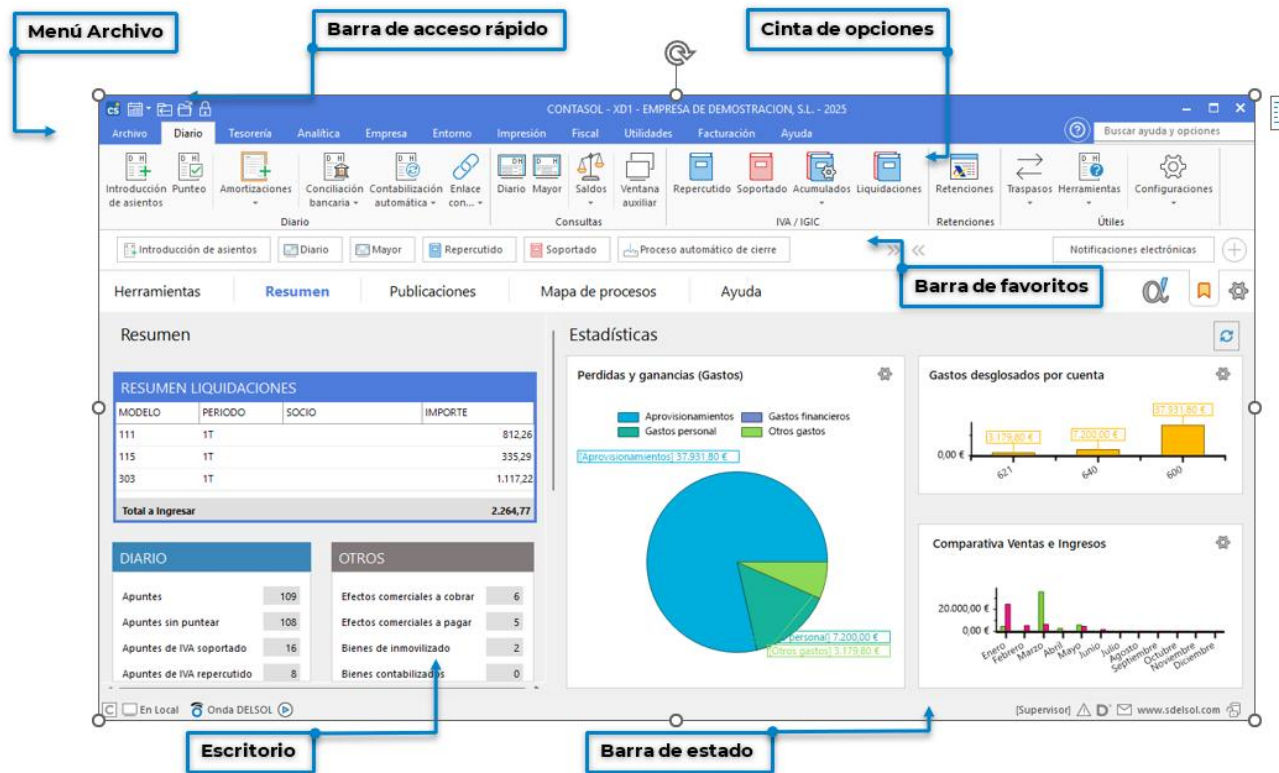 Menú Archivo
Barra de acceso rápido
Cinta de opciones
CONTASOL - XD1 - EMPRESA DE DEMOSTRACION, S.L. - 2025
Archivo Diario Tesorería Analítica Empresa Entorno Impresión Fiscal Utilidades Facturación Ayuda
Buscar ayuda y opciones
Introducción de asientos
Punteo
Amortizaciones
Conciliación bancaria
Contabilización automática
Enlace con...
Diario
Mayor
Saldos
Ventana auxiliar
Repercutido
Soportado
Acumulados
Liquidaciones
Retenciones
Traspasos
Herramientas
Configuraciones
Diario
Consultas
IVA / IGIC
Retenciones
Útiles
Introducción de asientos
Diario
Mayor
Repercutido
Soportado
Proceso automático de cierre
Notificaciones electrónicas
Barra de favoritos
Herramientas
Resumen
Publicaciones
Mapa de procesos
Ayuda
Resumen
RESUMEN LIQUIDACIONES
MODELO PERIODO SOCIO IMPORTE
111 1T 812,26
115 1T 335,29
303 1T 1.117,22
Total a Ingresar 2.264,77
DIARIO
Apuntes 109
Apuntes sin puntear 108
Apuntes de IVA soportado 16
Apuntes de IVA repercutido 8
OTROS
Efectos comerciales a cobrar 6
Efectos comerciales a pagar 5
Bienes de inmovilizado 2
Bienes contabilizados 0
Estadísticas
Perdidas y ganancias (Gastos)
Aprovisionamientos Gastos financieros
Gastos personal Otros gastos
[Aprovisionamientos] 37.931,80 €
personal] 7.200,00 €
[Otros gastos] 3.179,80 €
Gastos desglosados por cuenta
37.931,80 €
3.179,80 €
7.200,00 €
0,00 €
621 640 600
Comparativa Ventas e Ingresos
20.000,00 €
0,00 €
Enero Febrero Marzo Abril Mayo Junio Julio Agosto Septiembre Octubre Noviembre Diciembre
En Local Onda DELSOL
[Supervisor] www.sdelsol.com
Escritorio
Barra de estado